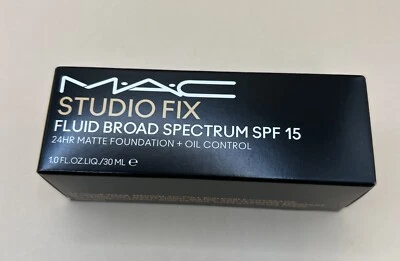 M·A·C
STUDIO FIX
FLUID BROAD SPECTRUM SPF 15
24HR MATTE FOUNDATION + OIL CONTROL
1.0 FL.OZ.LIQ./30 ML ℮